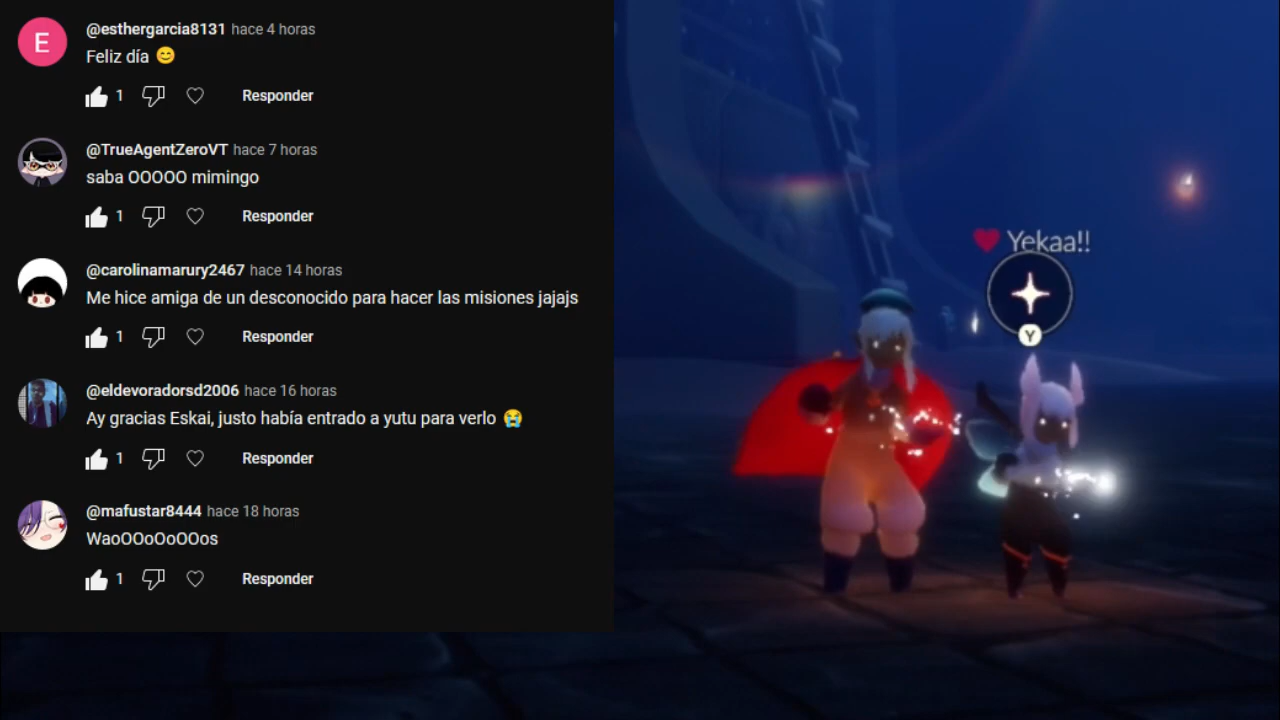 E
@esthergarcia8131 hace 4 horas
Feliz día 😊
1 Responder
@TrueAgentZeroVT hace 7 horas
saba OOOOO mimingo
1 Responder
@carolinamarury2467 hace 14 horas
Me hice amiga de un desconocido para hacer las misiones jajajs
1 Responder
@eldevoradorsd2006 hace 16 horas
Ay gracias Eskai, justo había entrado a yutu para verlo 😭
1 Responder
@mafustar8444 hace 18 horas
WaoOOoOoOOos
1 Responder
Yekaa!!
Y